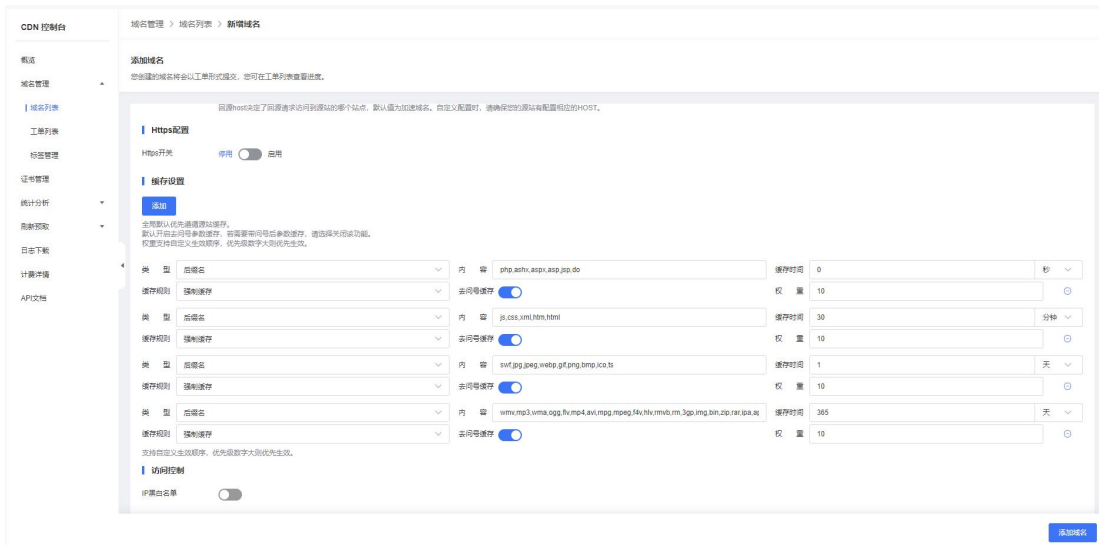 CDN 控制台
域名管理 > 域名列表 > 新增域名
概览
域名管理
域名列表
工单列表
标签管理
证书管理
统计分析
刷新预取
日志下载
计费详情
API文档
添加域名
您创建的域名将会以工单形式提交，您可在工单列表查看进度。
回源host决定了回源请求访问到源站的哪个站点，默认值为加速域名。自定义配置时，请确保您的源站有配置相应的HOST。
Https配置
Https开关 停用 启用
缓存设置
添加
全局默认优先遵循源站缓存。
默认开启去问号参数缓存，若需要带问号后参数缓存，请选择关闭该功能。
权重支持自定义生效顺序，优先级数字大则优先生效。
类 型 后缀名 内 容 php,ashx,aspx,asp,jsp,do 缓存时间 0 秒
缓存规则 强制缓存 去问号缓存 权 重 10
类 型 后缀名 内 容 js,css,xml,htm,html 缓存时间 30 分钟
缓存规则 强制缓存 去问号缓存 权 重 10
类 型 后缀名 内 容 swf,jpg,jpeg,webp,gif,png,bmp,ico,ts 缓存时间 1 天
缓存规则 强制缓存 去问号缓存 权 重 10
类 型 后缀名 内 容 wmv,mp3,wma,ogg,flv,mp4,avi,mpg,mpeg,f4v,hlv,rmvb,rm,3gp,img,bin,zip,rar,ipa,ap 缓存时间 365 天
缓存规则 强制缓存 去问号缓存 权 重 10
支持自定义生效顺序，优先级数字大则优先生效。
访问控制
IP黑白名单
添加域名